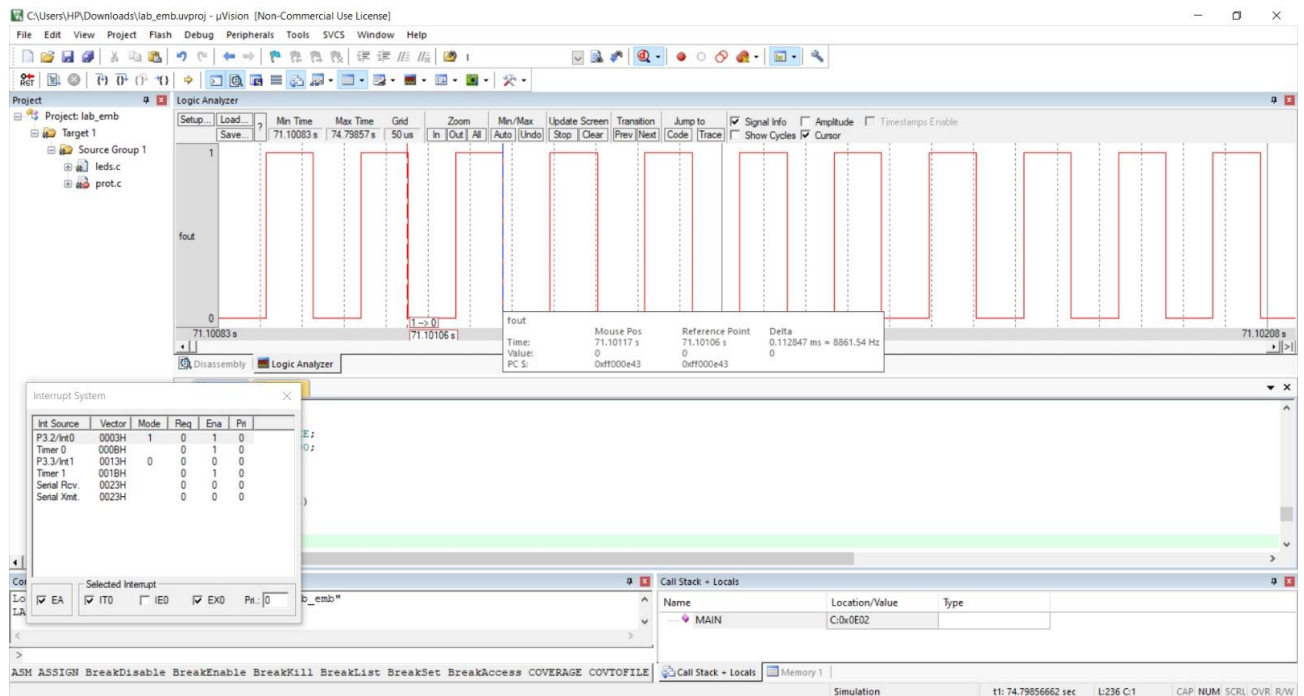 C:\Users\HP\Downloads\lab_emb.uvproj - µVision [Non-Commercial Use License]
File Edit View Project Flash Debug Peripherals Tools SVCS Window Help
RST
Project
Project: lab_emb
Target 1
Source Group 1
leds.c
prot.c
Logic Analyzer
Setup... Load... ? Min Time Max Time Grid Zoom Min/Max Update Screen Transition Jump to Signal Info Amplitude Timestamps Enable
Save... 71.10083 s 74.79857 s 50 us In Out All Auto Undo Stop Clear Prev Next Code Trace Show Cycles Cursor
1
fout
0
1 --> 0
71.10083 s 71.10106 s 71.10208 s
fout
Mouse Pos Reference Point Delta
Time: 71.10117 s 71.10106 s 0.112847 ms = 8861.54 Hz
Value: 0 0 0
PC $: 0xff000e43 0xff000e43
Disassembly Logic Analyzer
Interrupt System
Int Source Vector Mode Req Ena Pri
P3.2/Int0 0003H 1 0 1 0
Timer 0 000BH 0 1 0
P3.3/Int1 0013H 0 0 0 0
Timer 1 001BH 0 1 0
Serial Rcv. 0023H 0 0 0
Serial Xmit. 0023H 0 0 0
Selected Interrupt
EA IT0 IE0 EX0 Pri.: 0
E;
0;
)
Co
Lo b_emb"
LA
>
ASM ASSIGN BreakDisable BreakEnable BreakKill BreakList BreakSet BreakAccess COVERAGE COVTOFILE
Call Stack + Locals
Name Location/Value Type
MAIN C:0x0E02
Call Stack + Locals Memory 1
Simulation t1: 74.79856662 sec L:236 C:1 CAP NUM SCRL OVR R/W